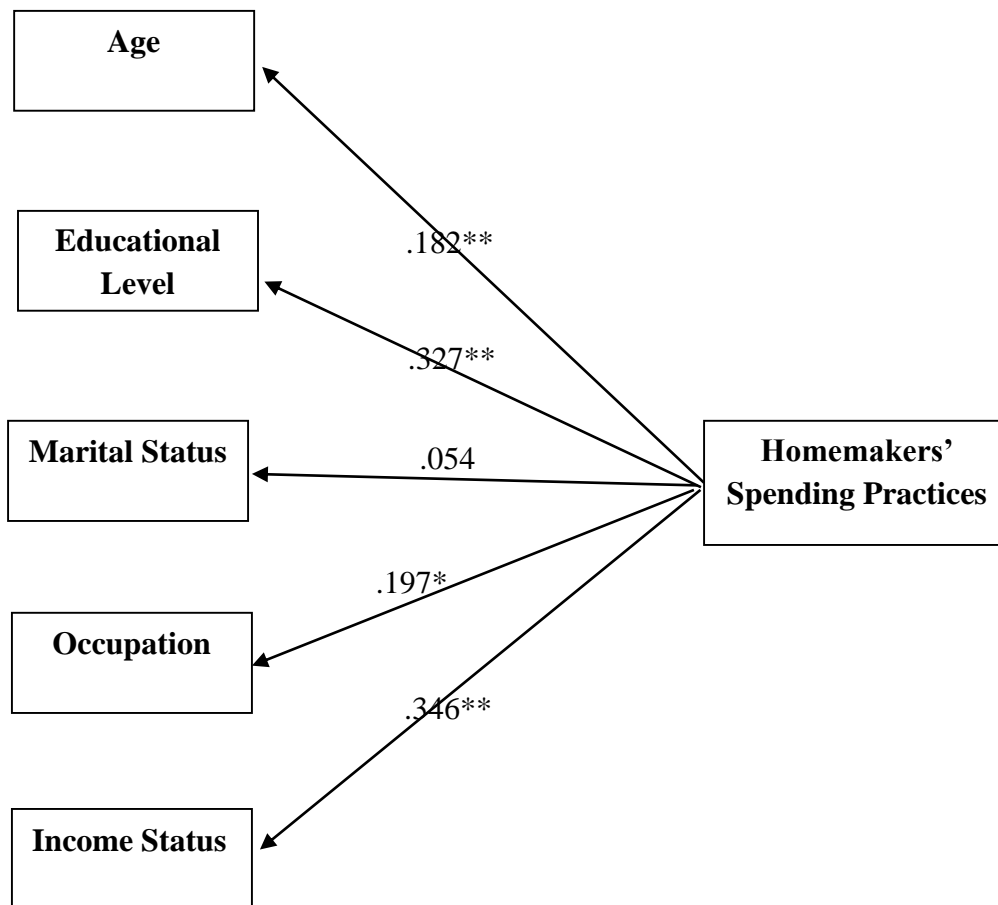 Age
.182**
Educational
Level
.327**
Marital Status
.054
Homemakers’
Spending Practices
.197*
Occupation
.346**
Income Status